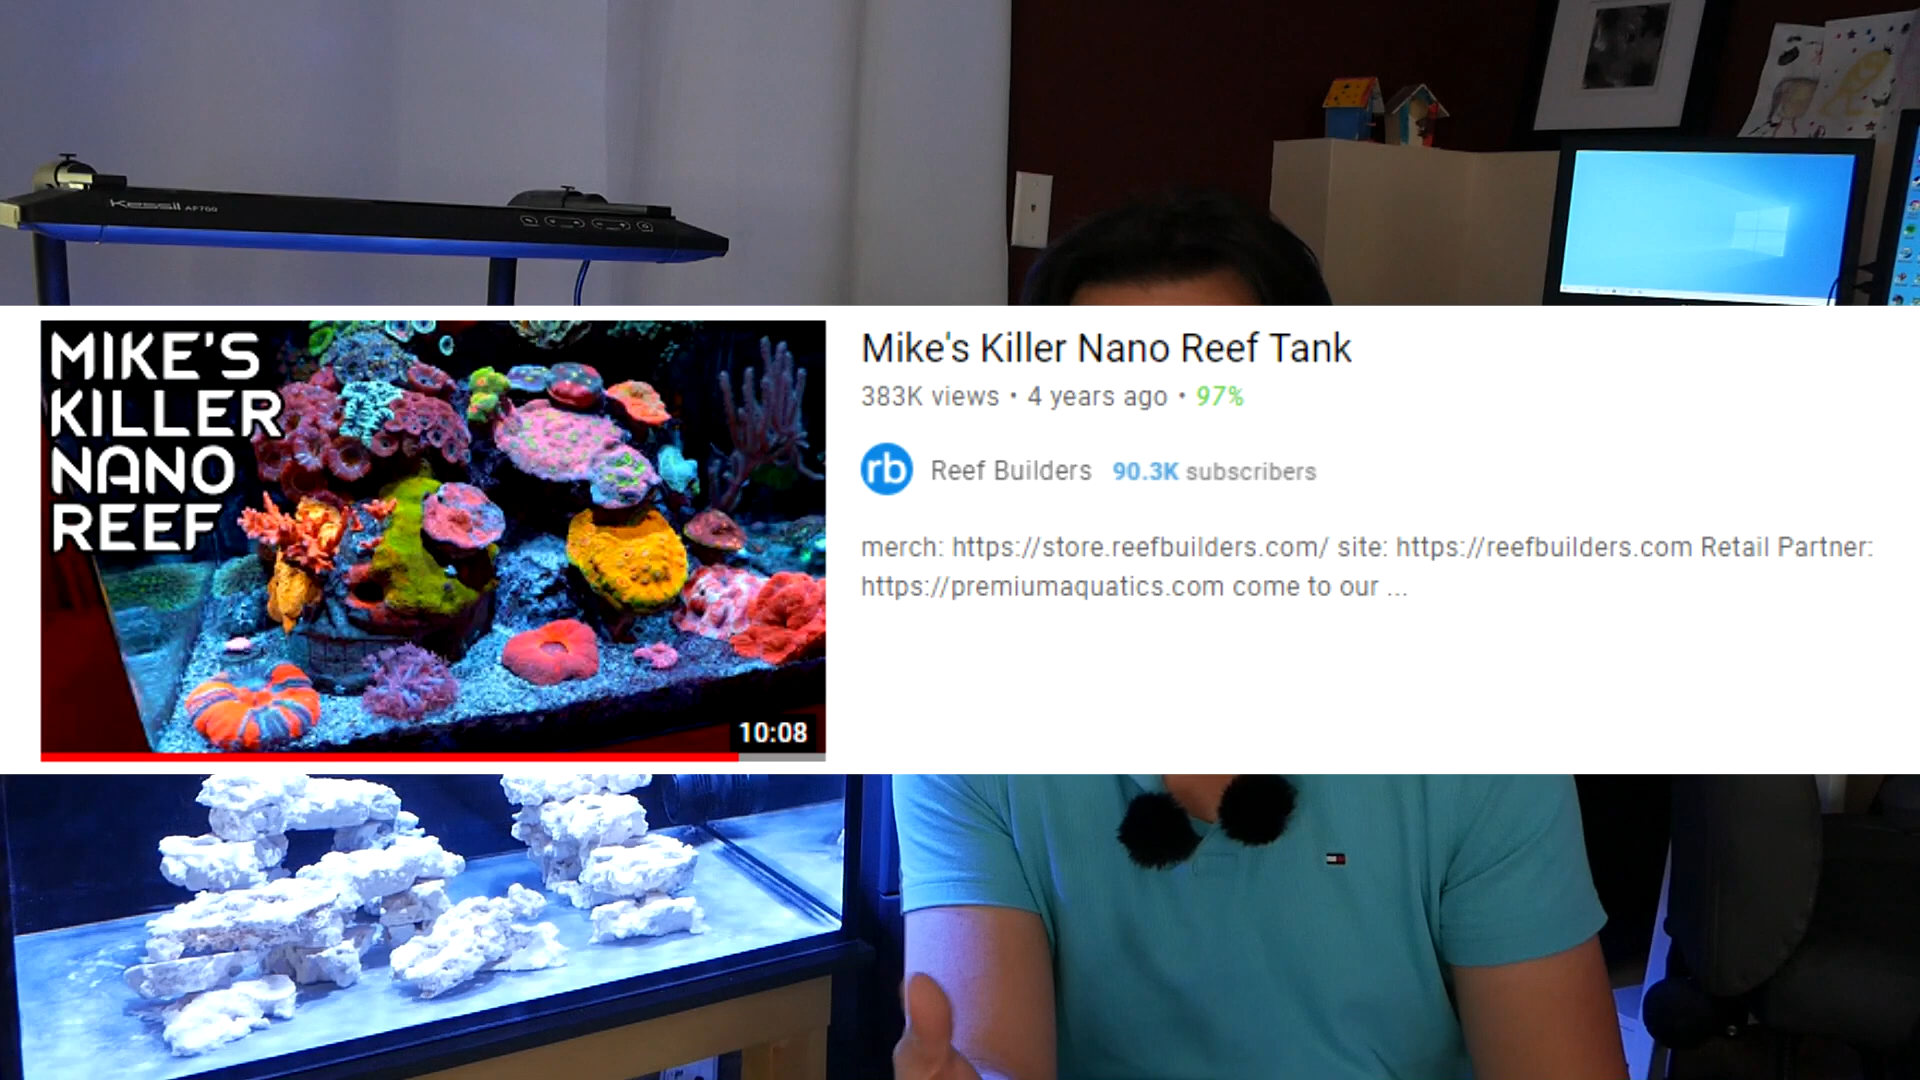 Kessil AP700
MIKE'S
KILLER
NANO
REEF
10:08
Mike's Killer Nano Reef Tank
383K views • 4 years ago • 97%
rb Reef Builders 90.3K subscribers
merch: https://store.reefbuilders.com/ site: https://reefbuilders.com Retail Partner:
https://premiumaquatics.com come to our ...